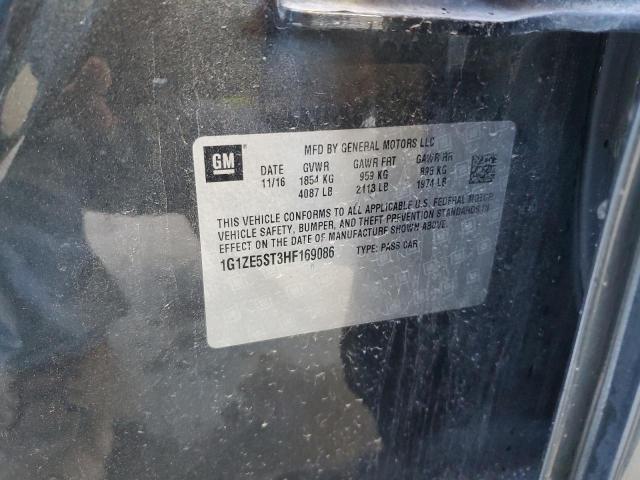 MFD BY GENERAL MOTORS LLC
GM
DATE GVWR GAWR FRT GAWR RR
11/16 1854 KG 959 KG 895 KG
4087 LB 2113 LB 1974 LB
THIS VEHICLE CONFORMS TO ALL APPLICABLE U.S. FEDERAL MOTOR
VEHICLE SAFETY, BUMPER, AND THEFT PREVENTION STANDARDS IN
EFFECT ON THE DATE OF MANUFACTURE SHOWN ABOVE.
1G1ZE5ST3HF169086 TYPE: PASS CAR